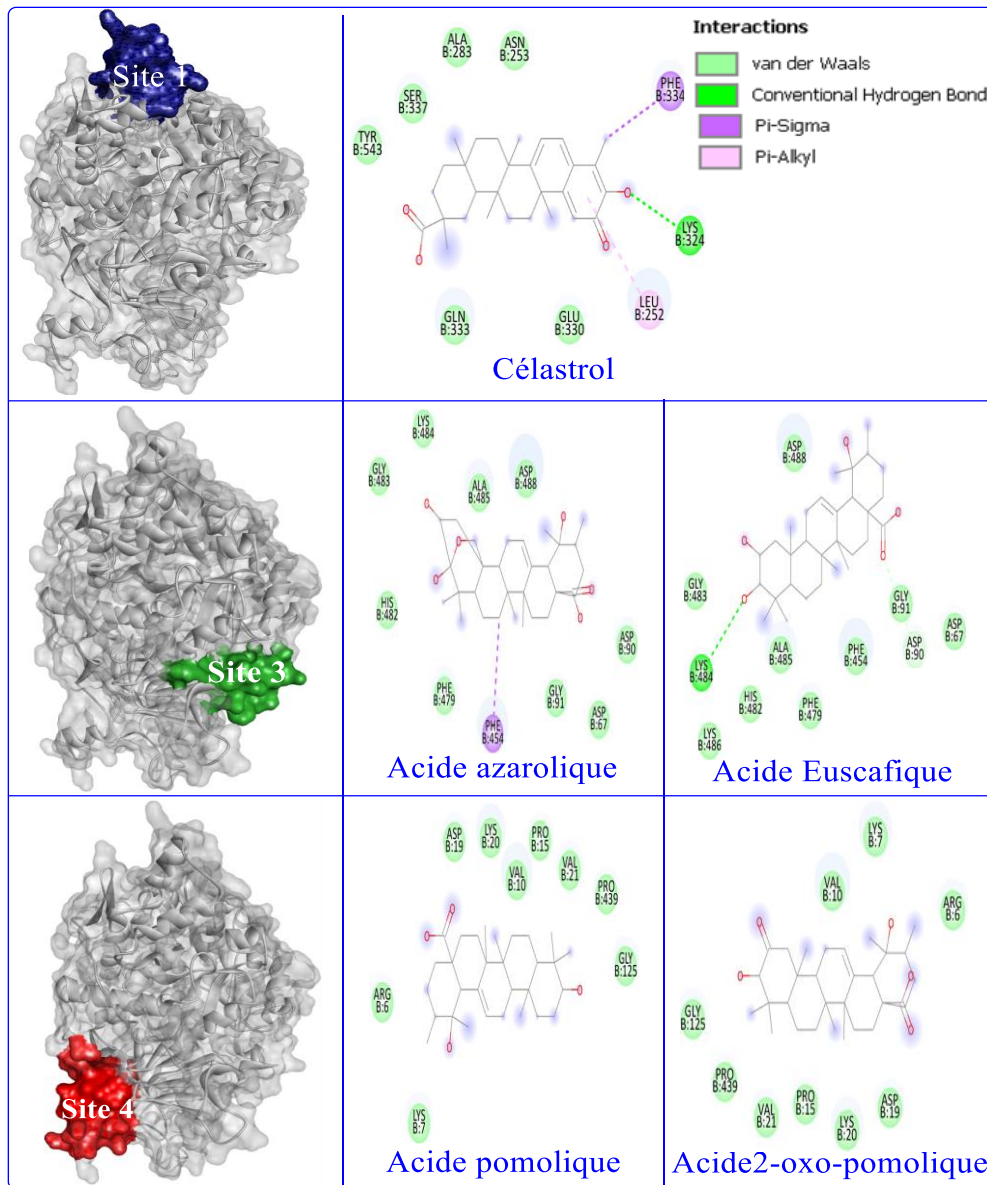 Site 1
ALA
B:283
ASN
B:253
SER
B:337
TYR
B:543
PHE
B:334
LYS
B:324
LEU
B:252
GLN
B:333
GLU
B:330
Célastrol
Interactions
van der Waals
Conventional Hydrogen Bond
Pi-Sigma
Pi-Alkyl
Site 3
LYS
B:484
GLY
B:483
ALA
B:485
ASP
B:488
HIS
B:482
ASP
B:90
PHE
B:479
GLY
B:91
ASP
B:67
PHE
B:454
Acide azarolique
ASP
B:488
GLY
B:483
GLY
B:91
ASP
B:67
LYS
B:484
ALA
B:485
PHE
B:454
ASP
B:90
HIS
B:482
PHE
B:479
LYS
B:486
Acide Euscafique
Site 4
ASP
B:19
LYS
B:20
PRO
B:15
VAL
B:10
VAL
B:21
PRO
B:439
GLY
B:125
ARG
B:6
LYS
B:7
Acide pomolique
LYS
B:7
VAL
B:10
ARG
B:6
GLY
B:125
PRO
B:439
VAL
B:21
PRO
B:15
LYS
B:20
ASP
B:19
Acide2-oxo-pomolique